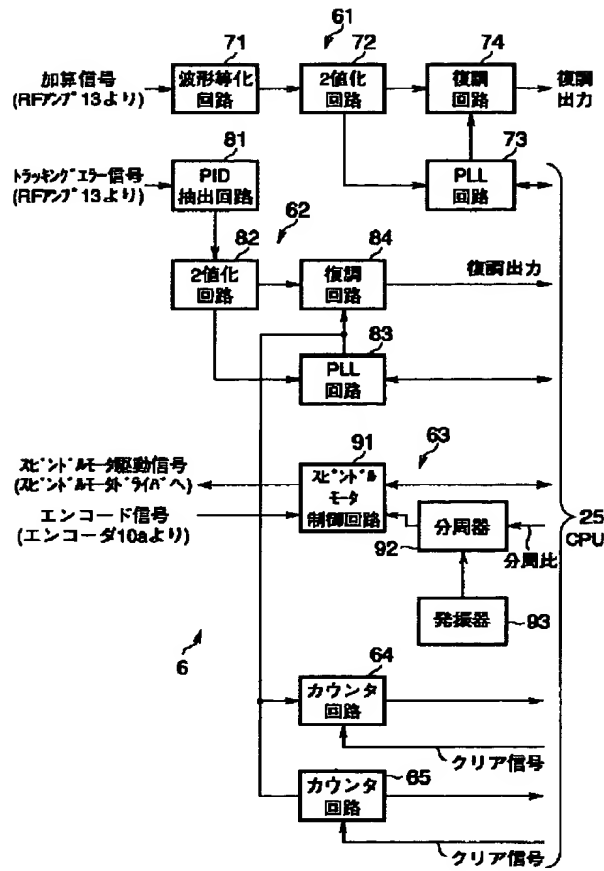 61
71
72
74
加算信号
(RFアンプ13より)
波形等化
回路
2値化
回路
復調
回路
復調
出力
81
73
トラッキングエラー信号
(RFアンプ13より)
PID
抽出回路
PLL
回路
62
82
84
2値化
回路
復調
回路
復調出力
83
PLL
回路
91
63
スピンドルモータ駆動信号
(スピンドルモータドライバへ)
スピンドル
モータ
制御回路
エンコード信号
(エンコーダ10aより)
92
分周器
分周比
25
CPU
発振器
93
6
64
カウンタ
回路
クリア信号
65
カウンタ
回路
クリア信号